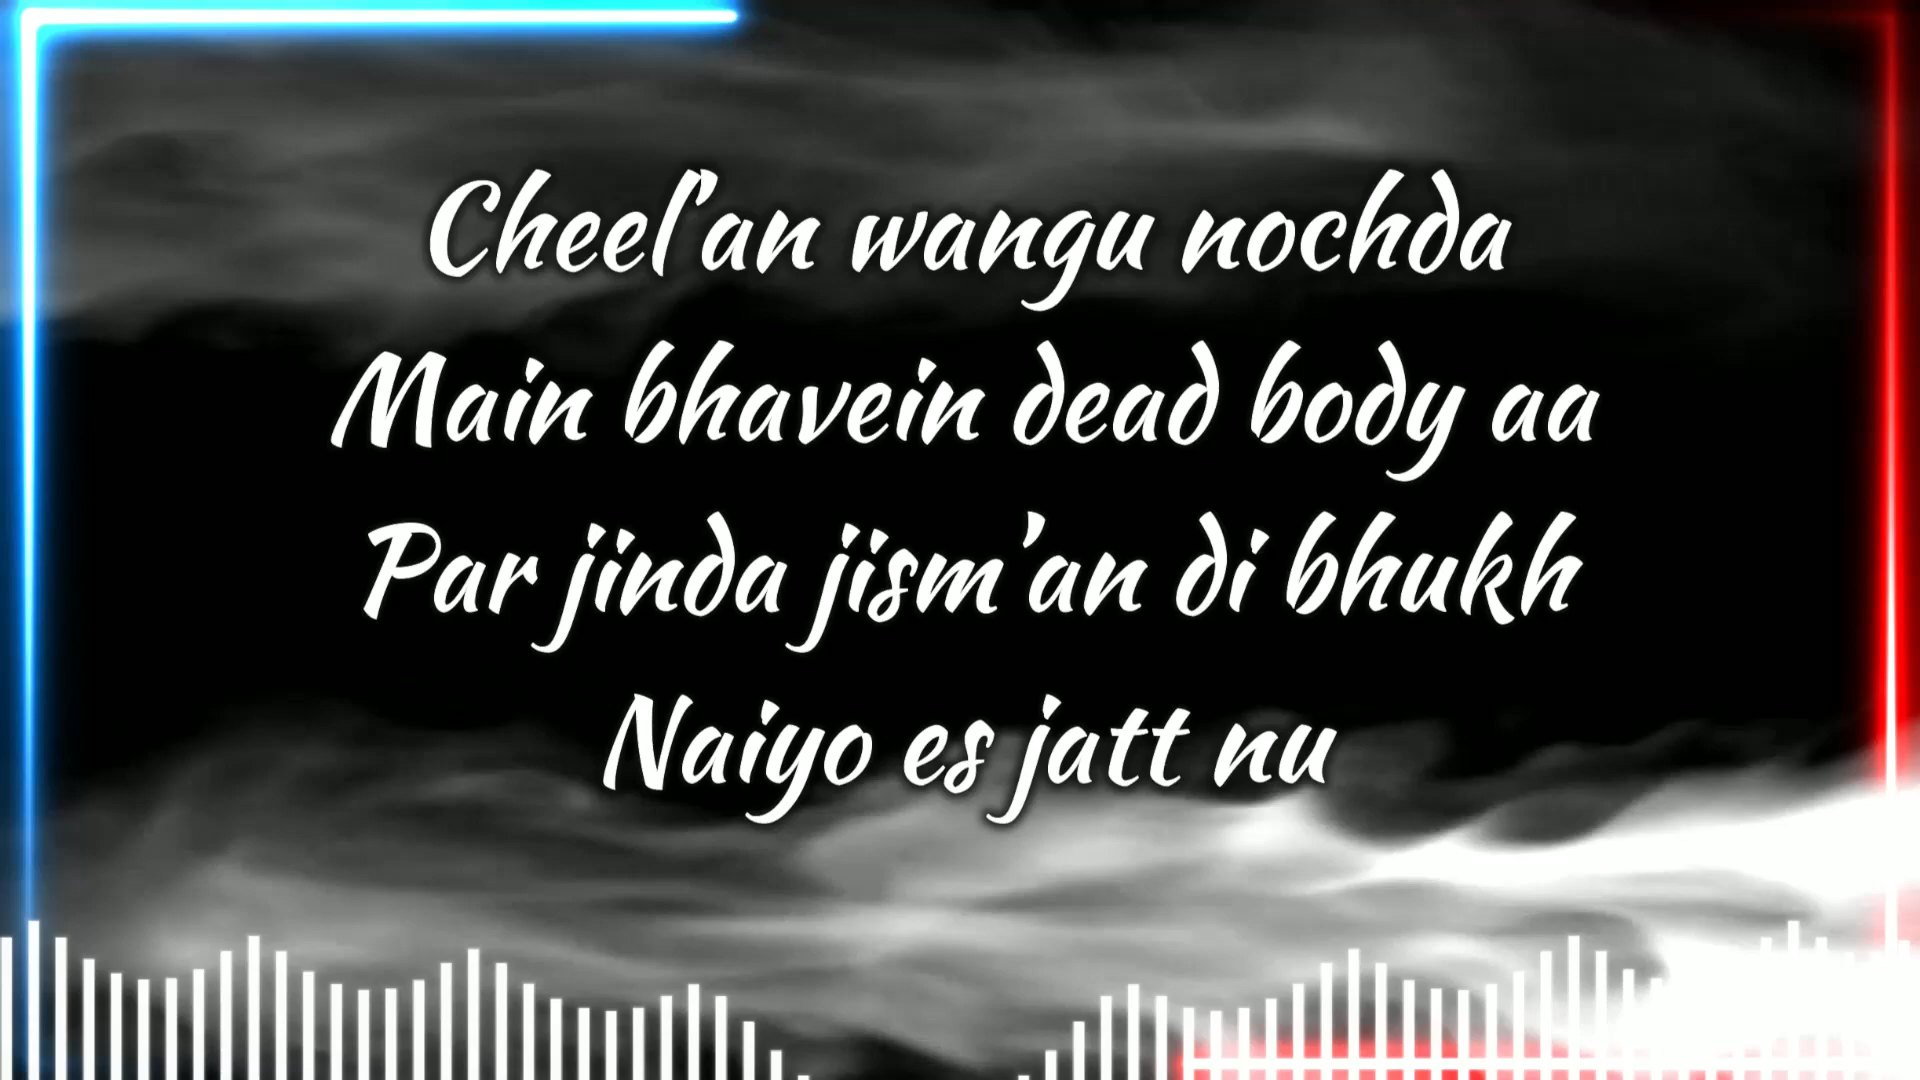 Cheel'an wangu nochda
Main bhavein dead body aa
Par jinda jism'an di bhukh
Naiyo es jatt nu